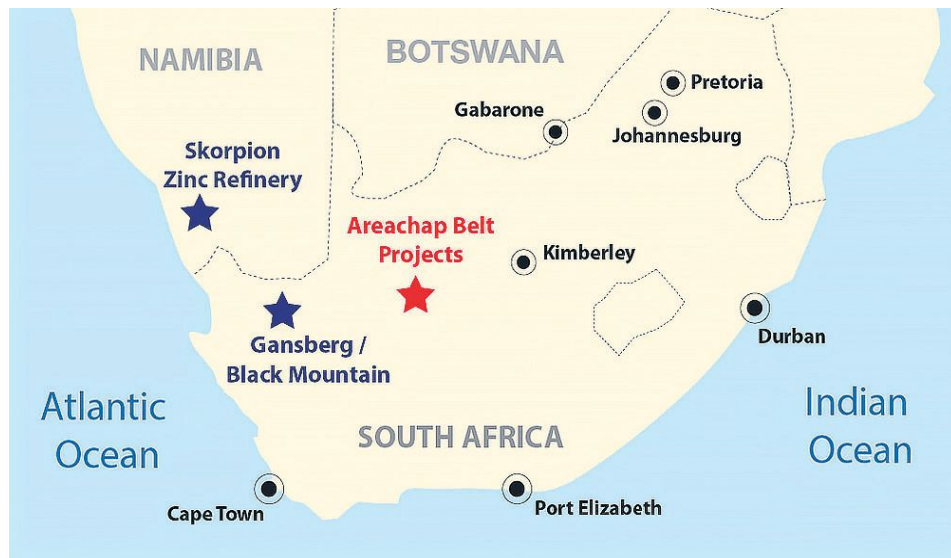 NAMIBIA
BOTSWANA
Pretoria
Gabarone
Johannesburg
Skorpion
Zinc Refinery
Areachap Belt
Projects
Kimberley
Gansberg /
Black Mountain
Durban
Atlantic
Ocean
Indian
Ocean
SOUTH AFRICA
Cape Town
Port Elizabeth